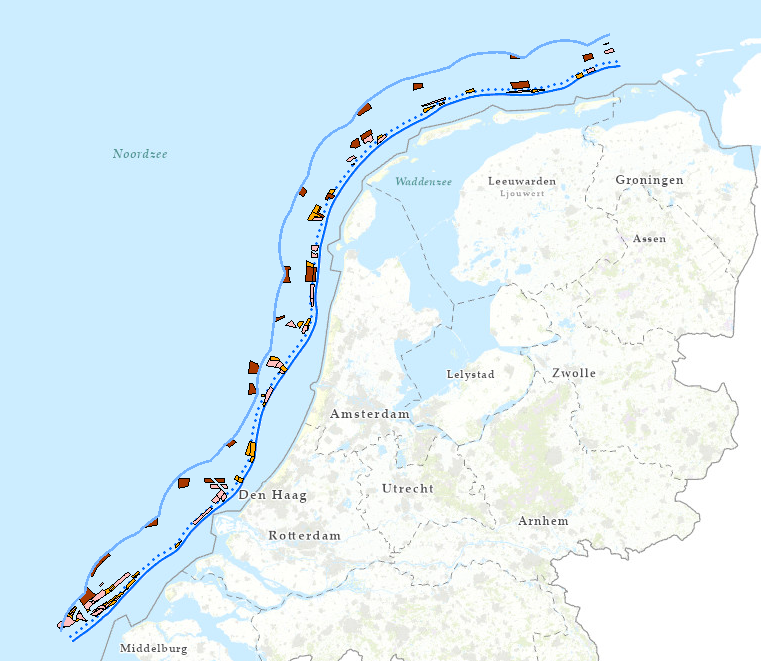 Noordzee
Waddenzee
Leeuwarden
Ljouwert
Groningen
Assen
Lelystad
Zwolle
Amsterdam
Den Haag
Utrecht
Arnhem
Rotterdam
Middelburg